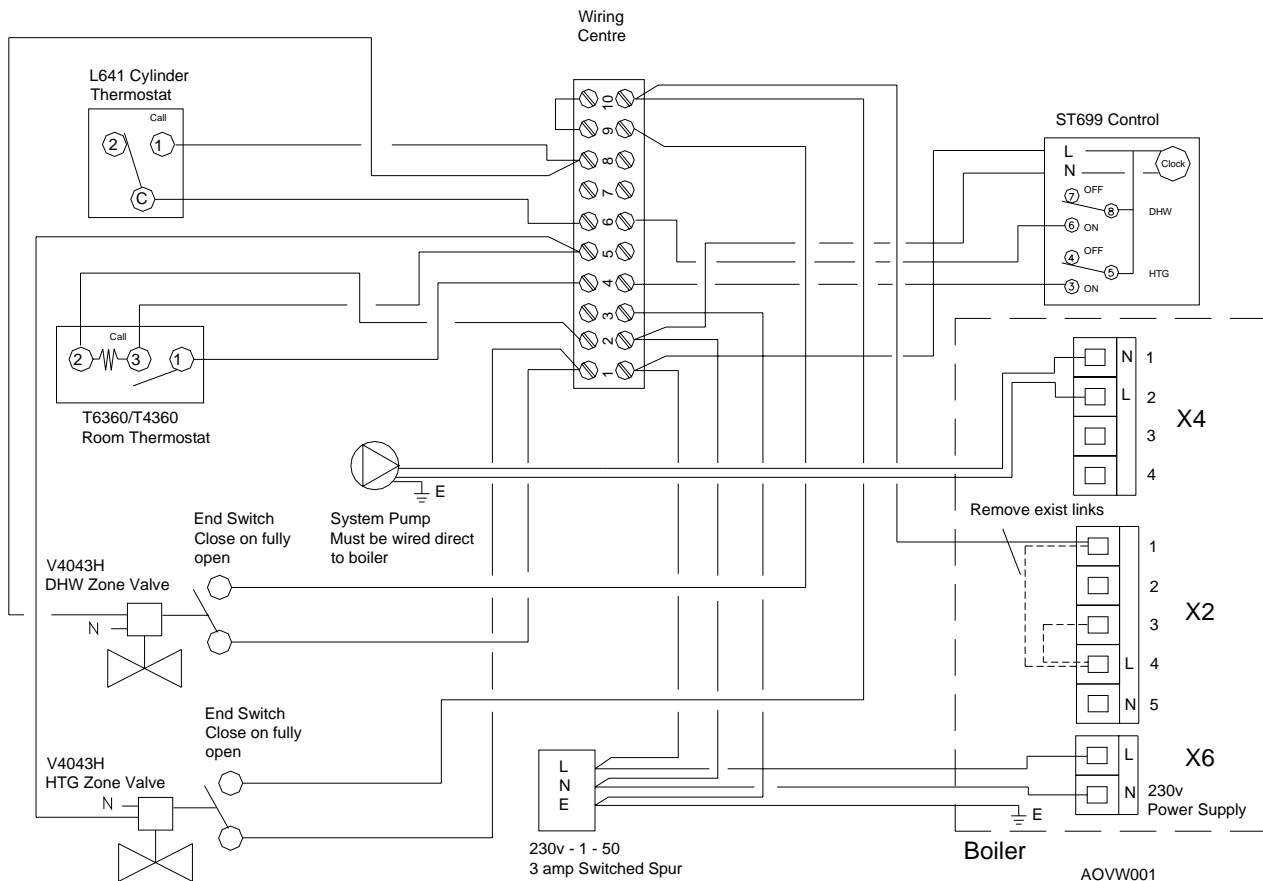 Wiring
Centre
L641 Cylinder
Thermostat
Call
2
1
C
10
9
8
7
6
5
4
3
2
1
ST699 Control
L
N
Clock
7
OFF
8
DHW
6
ON
4
OFF
5
HTG
3
ON
Call
2
3
1
T6360/T4360
Room Thermostat
E
System Pump
Must be wired direct
to boiler
N 1
L 2
3
4
X4
Remove exist links
1
2
3
L 4
N 5
X2
L
N
X6
230v
Power Supply
E
Boiler
End Switch
Close on fully
open
V4043H
DHW Zone Valve
N
End Switch
Close on fully
open
V4043H
HTG Zone Valve
N
L
N
E
230v - 1 - 50
3 amp Switched Spur
AOVW001